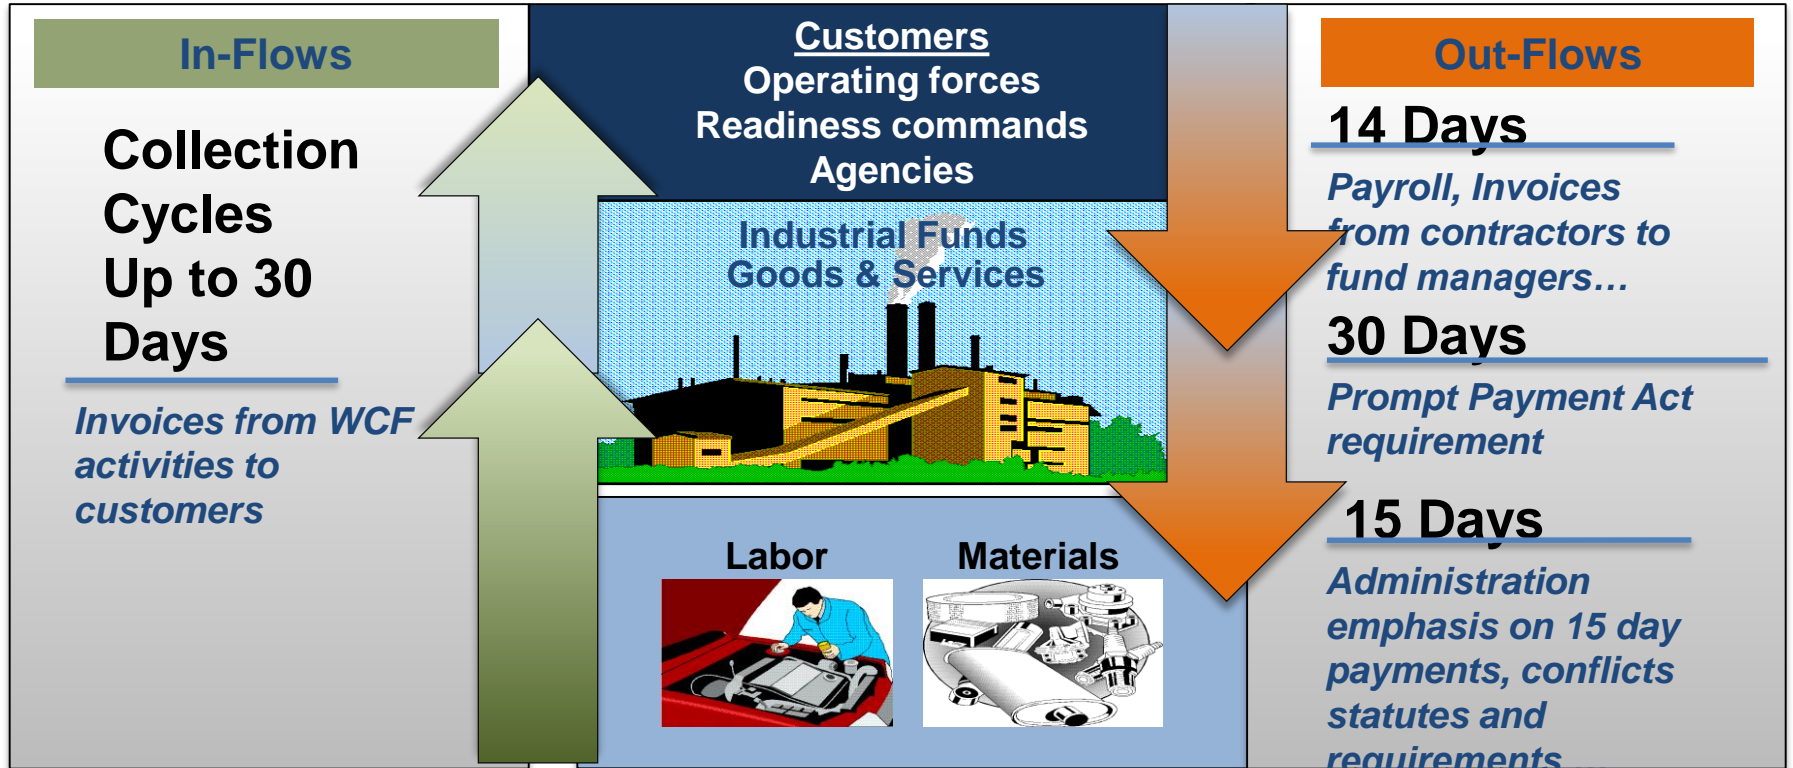 In-Flows
Collection
Cycles
Up to 30
Days
Invoices from WCF
activities to
customers
Customers
Operating forces
Readiness commands
Agencies
Industrial Funds
Goods & Services
Labor
Materials
Out-Flows
14 Days
Payroll, Invoices
from contractors to
fund managers…
30 Days
Prompt Payment Act
requirement
15 Days
Administration
emphasis on 15 day
payments, conflicts
statutes and
requirements…